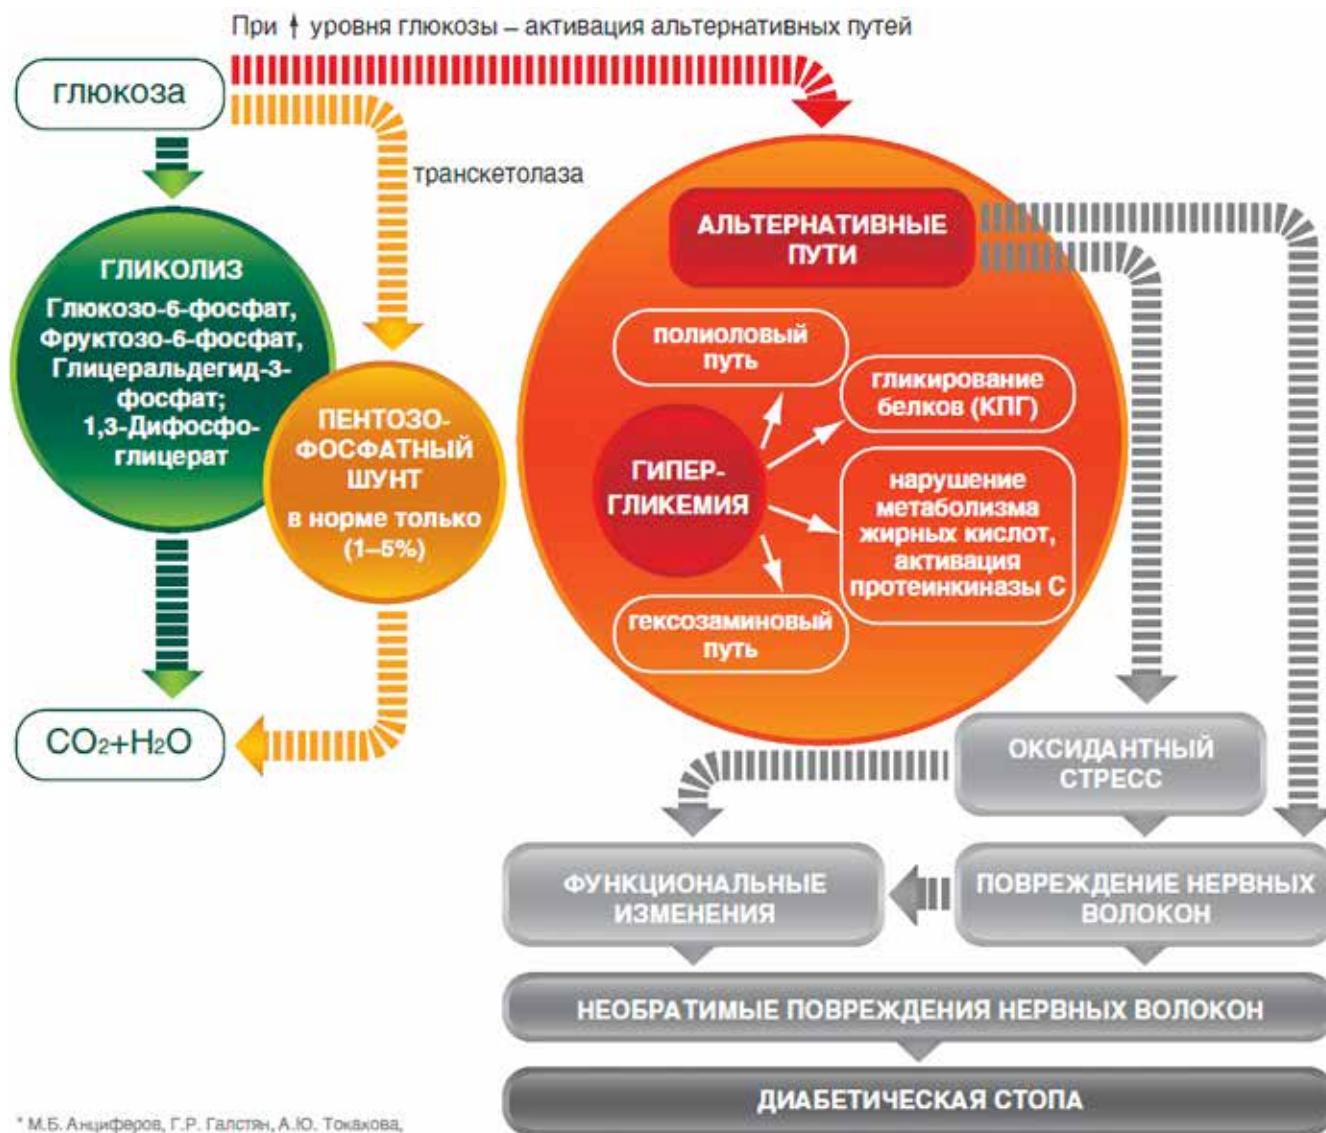 При ↑ уровня глюкозы – активация альтернативных путей
глюкоза
транскетолаза
ГЛИКОЛИЗ
Глюкозо-6-фосфат,
Фруктозо-6-фосфат,
Глицеральдегид-3-
фосфат;
1,3-Дифосфо-
глицерат
ПЕНТОЗО-
ФОСФАТНЫЙ
ШУНТ
в норме только
(1–5%)
CO₂+H₂O
АЛЬТЕРНАТИВНЫЕ
ПУТИ
полиоловый
путь
гликирование
белков (КПГ)
ГИПЕР-
ГЛИКЕМИЯ
нарушение
метаболизма
жирных кислот,
активация
протеинкиназы С
гексозаминовый
путь
ОКСИДАНТНЫЙ
СТРЕСС
ФУНКЦИОНАЛЬНЫЕ
ИЗМЕНЕНИЯ
ПОВРЕЖДЕНИЕ НЕРВНЫХ
ВОЛОКОН
НЕОБРАТИМЫЕ ПОВРЕЖДЕНИЯ НЕРВНЫХ ВОЛОКОН
ДИАБЕТИЧЕСКАЯ СТОПА
* М.Б. Анциферов, Г.Р. Галстян, А.Ю. Токмакова,